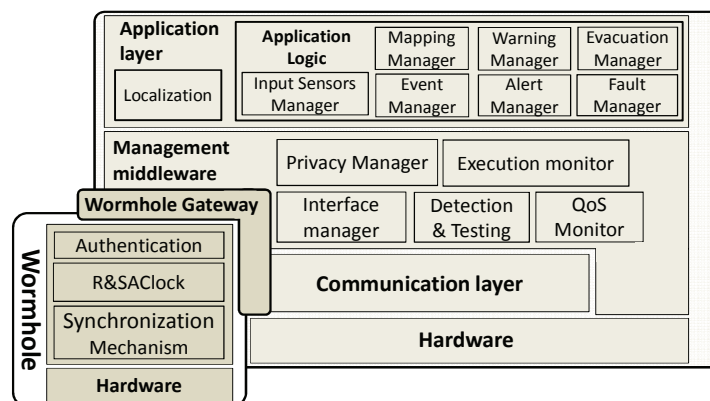 Application
layer
Localization
Application
Logic
Mapping
Manager
Warning
Manager
Evacuation
Manager
Input Sensors
Manager
Event
Manager
Alert
Manager
Fault
Manager
Management
middleware
Privacy Manager
Execution monitor
Wormhole Gateway
Interface
manager
Detection
& Testing
QoS
Monitor
Wormhole
Authentication
R&SAClock
Synchronization
Mechanism
Hardware
Communication layer
Hardware